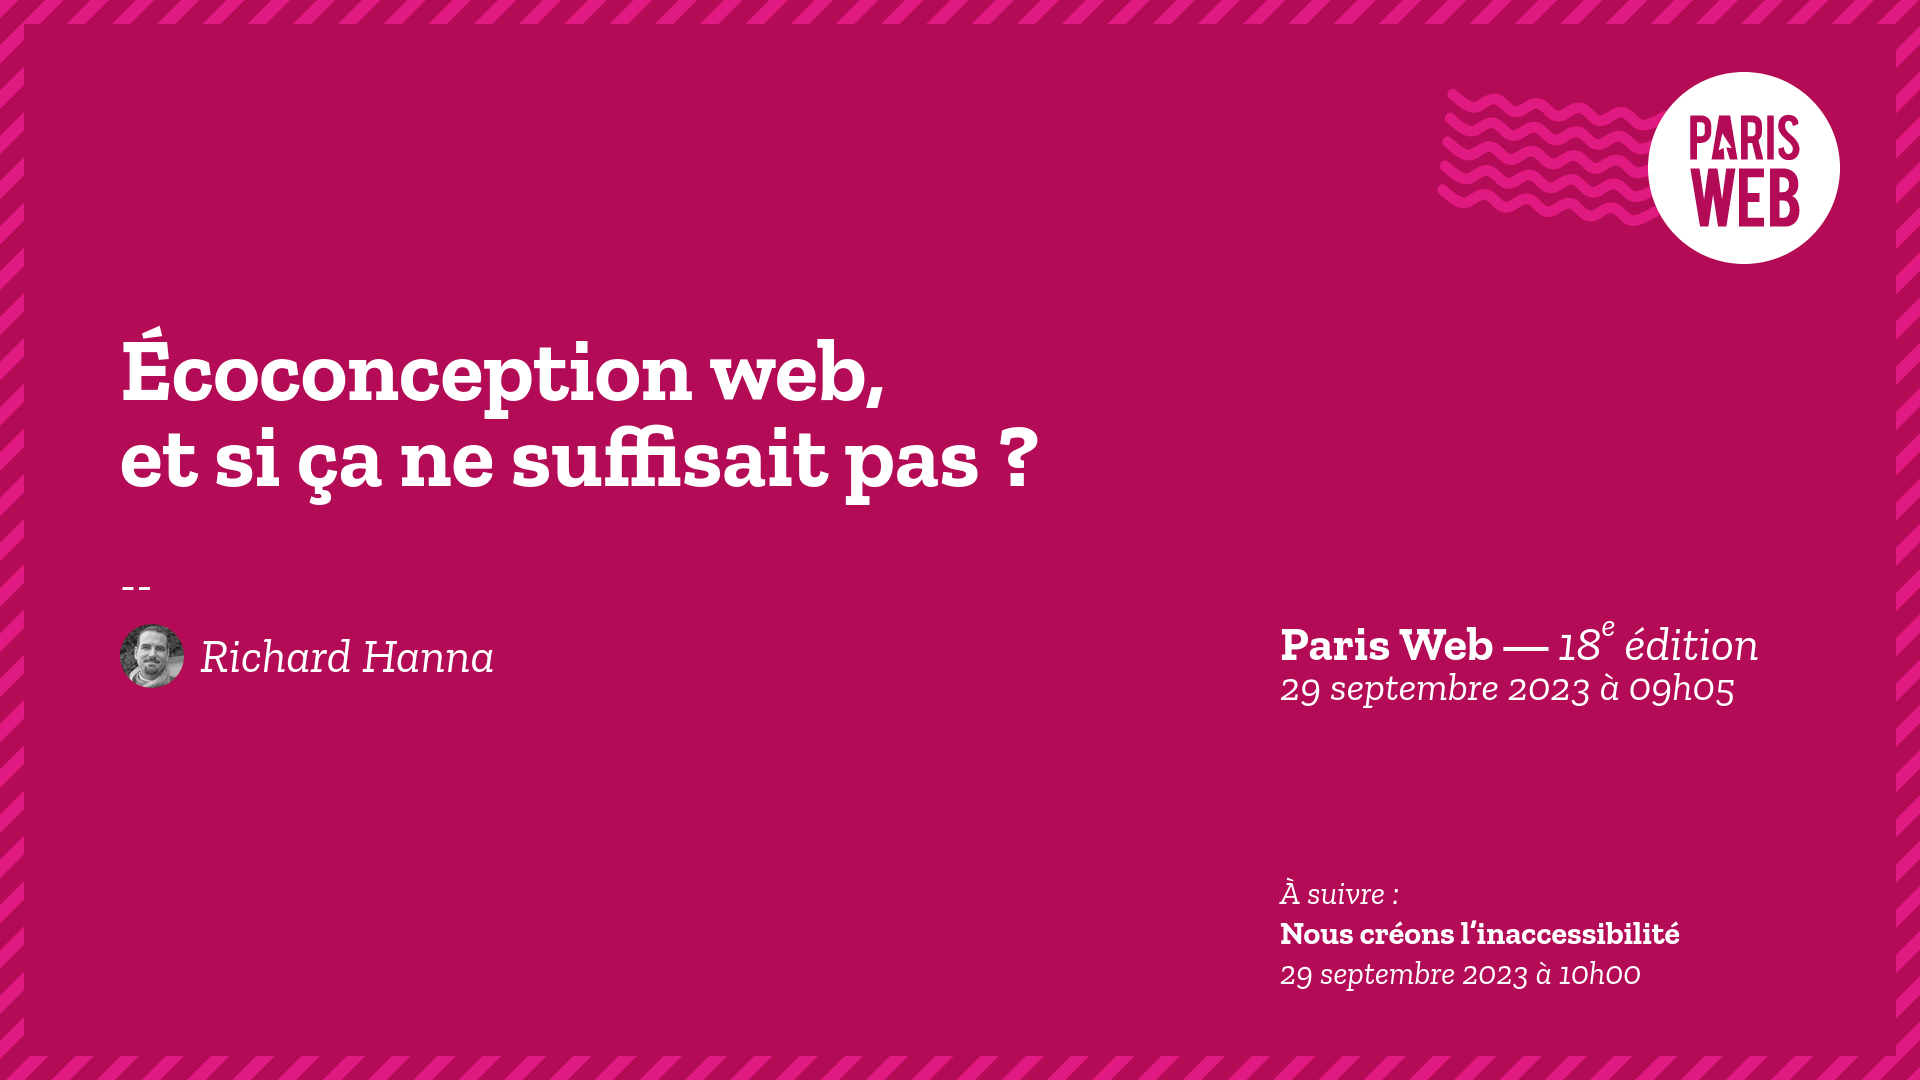 PARIS
WEB
Écoconception web,
et si ça ne suffisait pas ?
--
Richard Hanna
Paris Web — 18e édition
29 septembre 2023 à 09h05
À suivre :
Nous créons l'inaccessibilité
29 septembre 2023 à 10h00